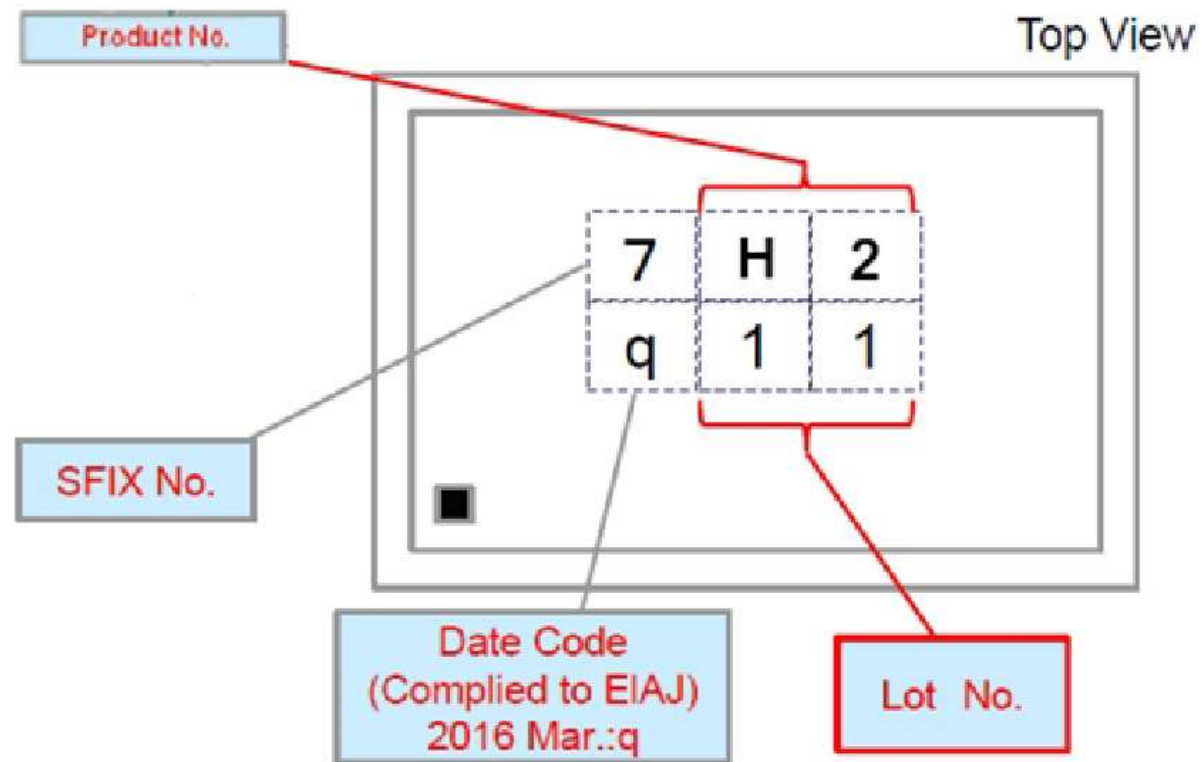 Product No.
Top View
7 H 2
q 1 1
SFIX No.
Date Code
(Complied to EIAJ)
2016 Mar.:q
Lot No.